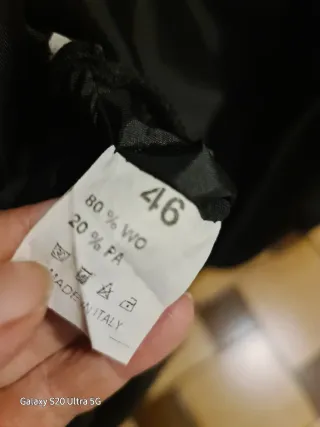 46
80 % WO
20 % PA
MADE IN ITALY
Galaxy S20 Ultra 5G